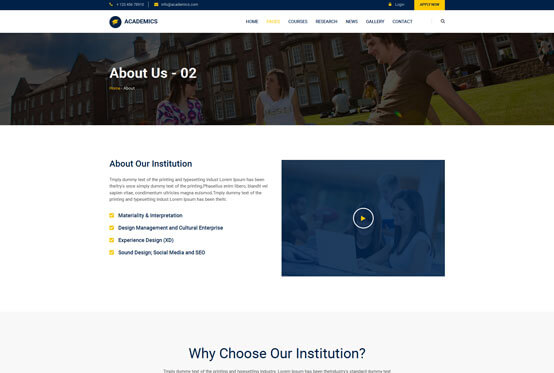 + 123 456 78910 info@academics.com Login APPLY NOW
ACADEMICS HOME PAGES COURSES RESEARCH NEWS GALLERY CONTACT
About Us - 02
Home - About
About Our Institution
Tmply dummy text of the printing and typesetting indust Lorem Ipsum has been
theitry's snce simply dummy text of the printing.Phasellus enim libero, blandit vel
sapien vitae, condimentum ultricies magna euismod.Tmply dummy text of the
printing and typesetting indust Lorem Ipsum has been theitr.
Materiality & Interpretation
Design Management and Cultural Enterprise
Experience Design (XD)
Sound Design; Social Media and SEO
Why Choose Our Institution?
Tmply dummy text of the printing and typesetting industry. Lorem Ipsum has been theindustry's standard dummy text